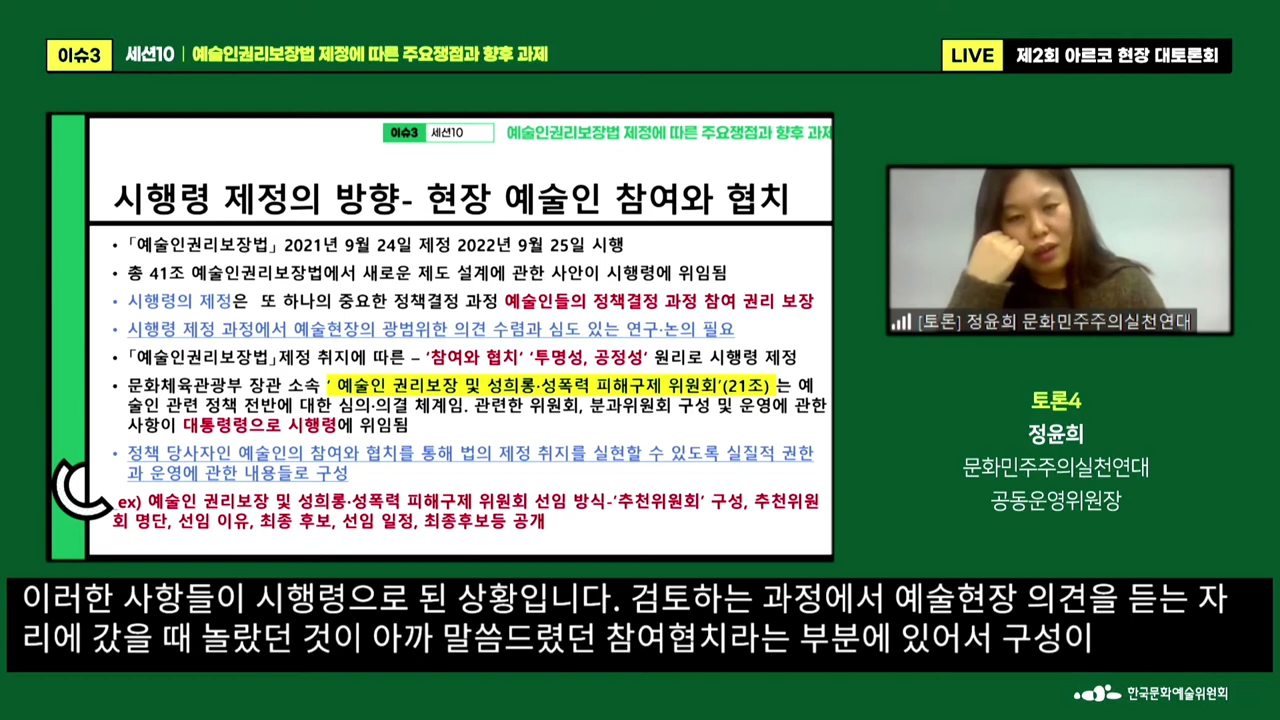 이슈3 세션10 | 예술인권리보장법 제정에 따른 주요쟁점과 향후 과제
LIVE 제2회 아르코 현장 대토론회
이슈3 세션10 예술인권리보장법 제정에 따른 주요쟁점과 향후 과제
시행령 제정의 방향- 현장 예술인 참여와 협치
• 「예술인권리보장법」 2021년 9월 24일 제정 2022년 9월 25일 시행
• 총 41조 예술인권리보장법에서 새로운 제도 설계에 관한 사안이 시행령에 위임됨
• 시행령의 제정은 또 하나의 중요한 정책결정 과정 예술인들의 정책결정 과정 참여 권리 보장
• 시행령 제정 과정에서 예술현장의 광범위한 의견 수렴과 심도 있는 연구·논의 필요
• 「예술인권리보장법」제정 취지에 따른 – ‘참여와 협치’ ‘투명성, 공정성’ 원리로 시행령 제정
• 문화체육관광부 장관 소속 ‘ 예술인 권리보장 및 성희롱·성폭력 피해구제 위원회’(21조) 는 예
술인 관련 정책 전반에 대한 심의·의결 체계임. 관련한 위원회, 분과위원회 구성 및 운영에 관한
사항이 대통령령으로 시행령에 위임됨
• 정책 당사자인 예술인의 참여와 협치를 통해 법의 제정 취지를 실현할 수 있도록 실질적 권한
과 운영에 관한 내용들로 구성
ex) 예술인 권리보장 및 성희롱·성폭력 피해구제 위원회 선임 방식-‘추천위원회’ 구성, 추천위원
회 명단, 선임 이유, 최종 후보, 선임 일정, 최종후보등 공개
[토론] 정윤희 문화민주주의실천연대
토론4
정윤희
문화민주주의실천연대
공동운영위원장
이러한 사항들이 시행령으로 된 상황입니다. 검토하는 과정에서 예술현장 의견을 듣는 자
리에 갔을 때 놀랐던 것이 아까 말씀드렸던 참여협치라는 부분에 있어서 구성이
한국문화예술위원회